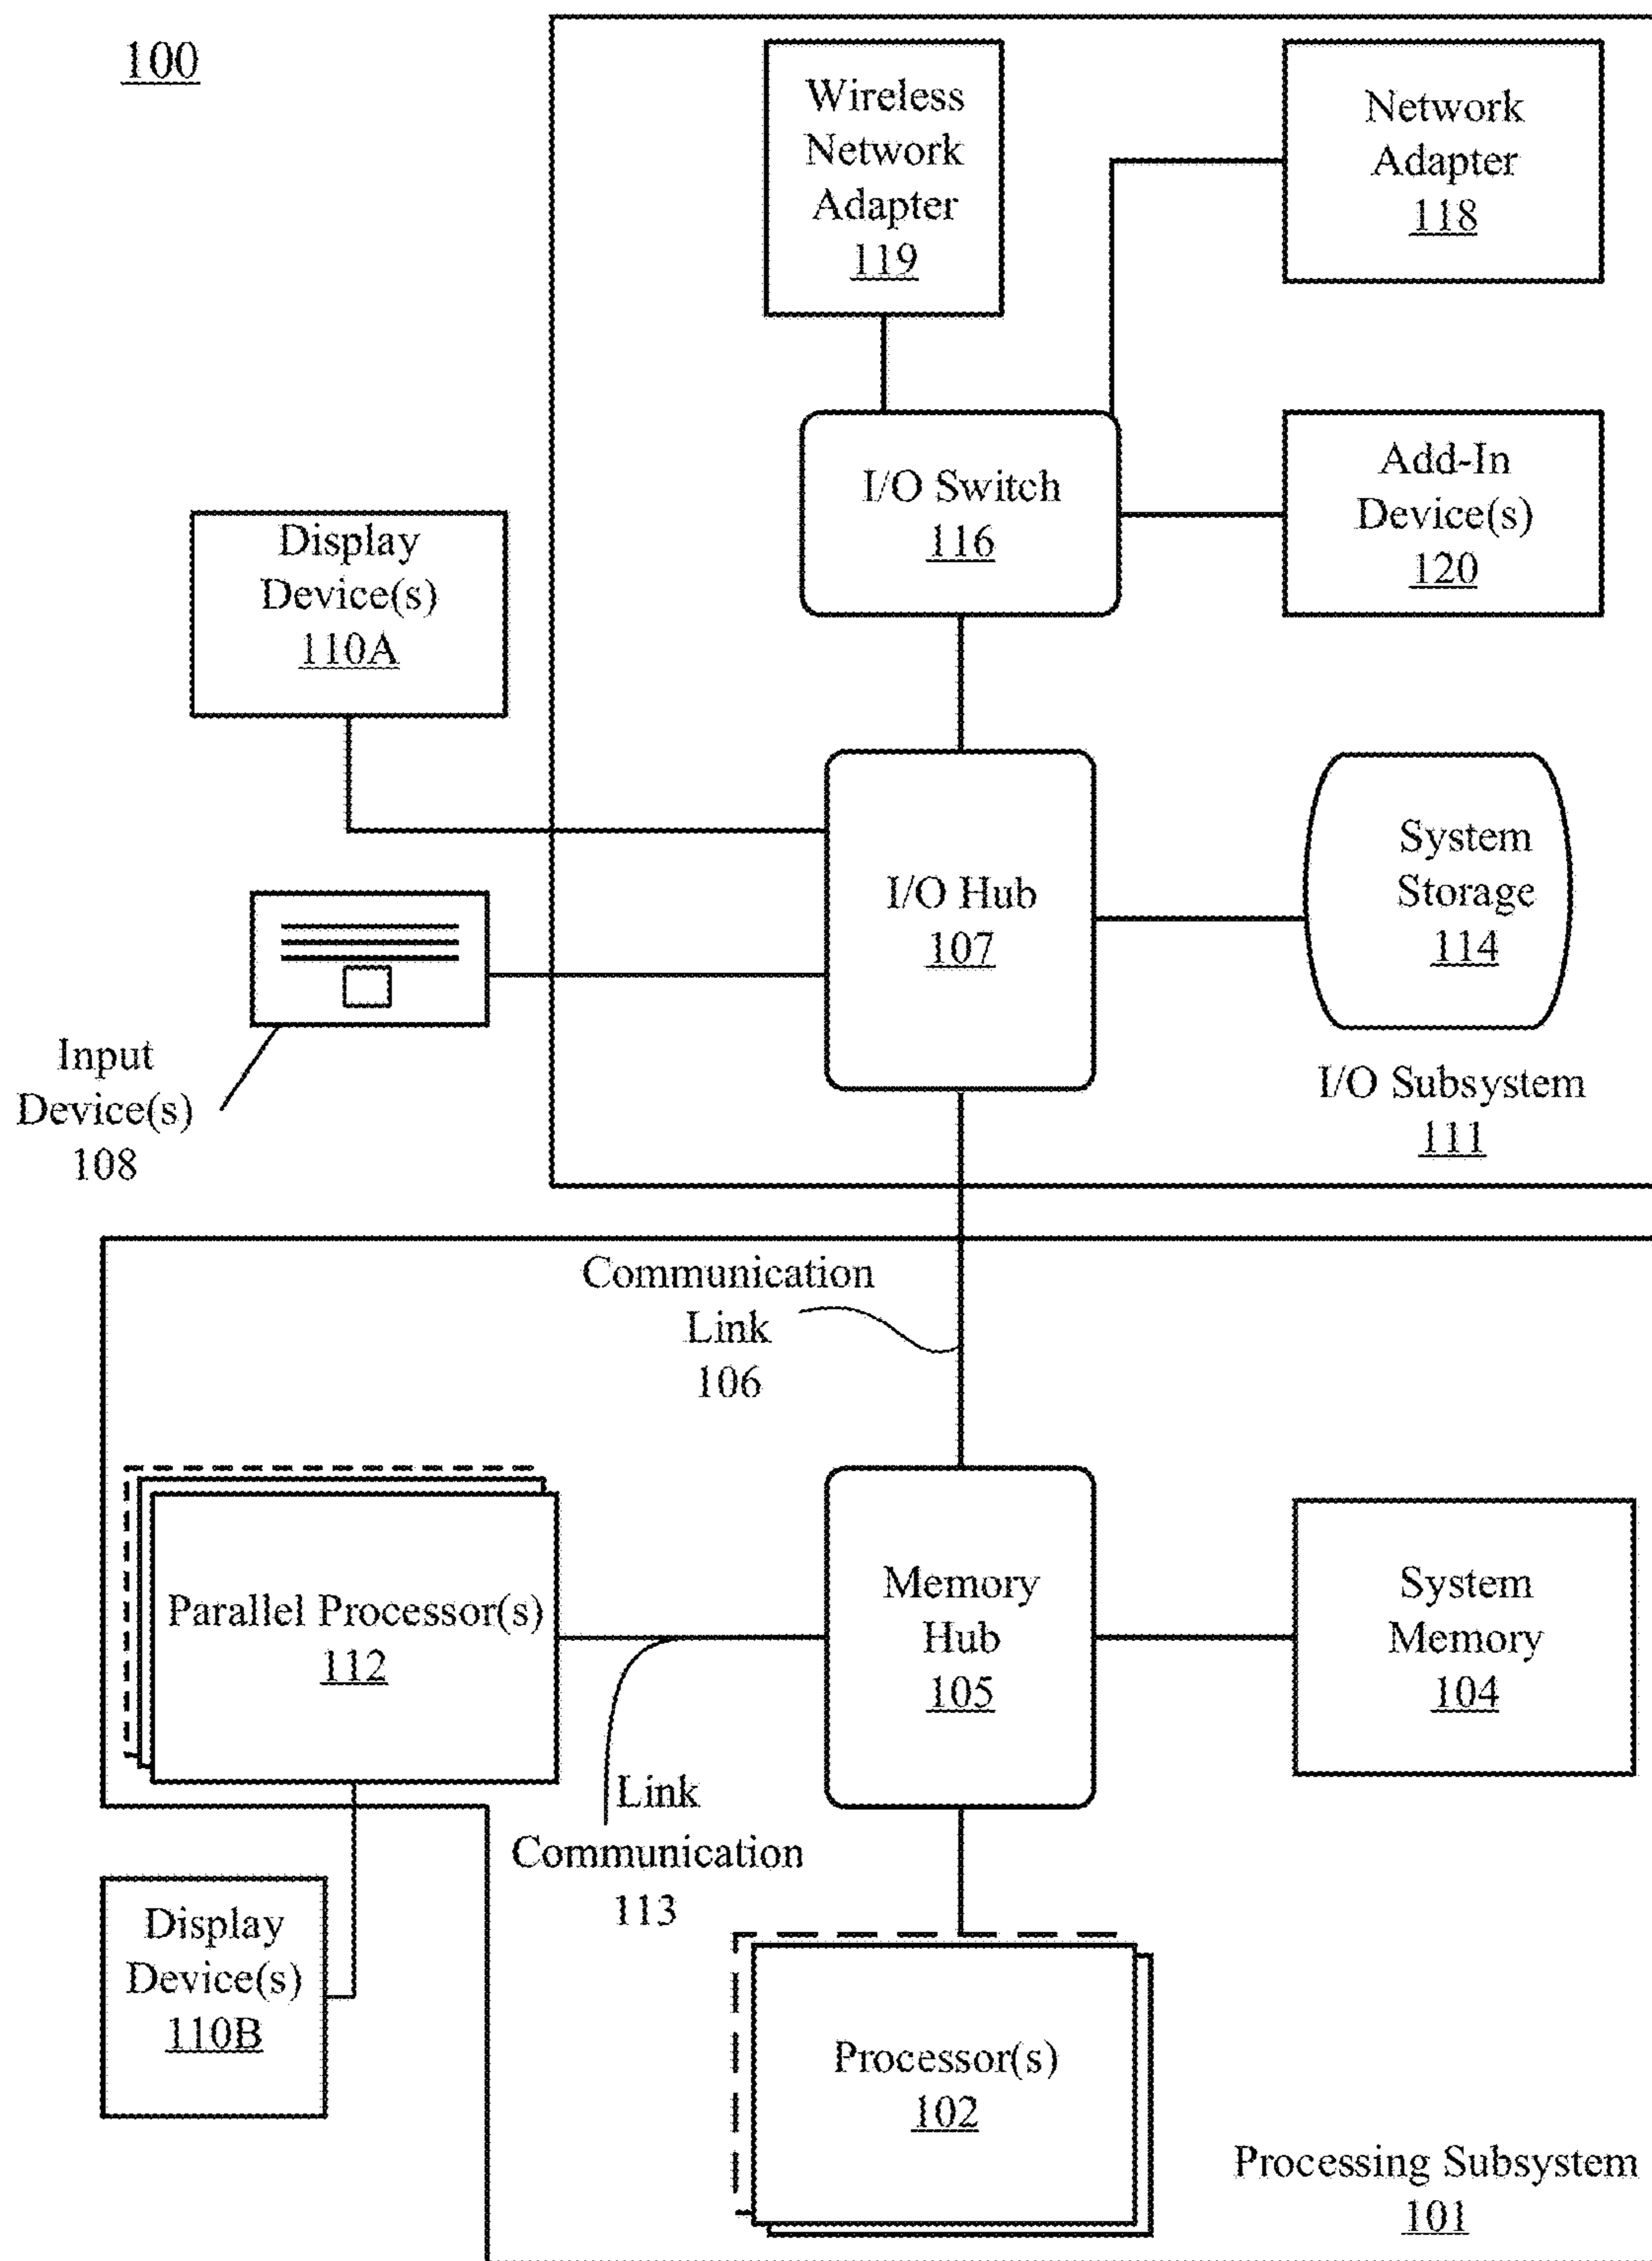 100
Wireless
Network
Adapter
119
Network
Adapter
118
I/O Switch
116
Add-In
Device(s)
120
Display
Device(s)
110A
I/O Hub
107
System
Storage
114
Input
Device(s)
108
I/O Subsystem
111
Communication
Link
106
Parallel Processor(s)
112
Memory
Hub
105
System
Memory
104
Link
Communication
113
Display
Device(s)
110B
Processor(s)
102
Processing Subsystem
101